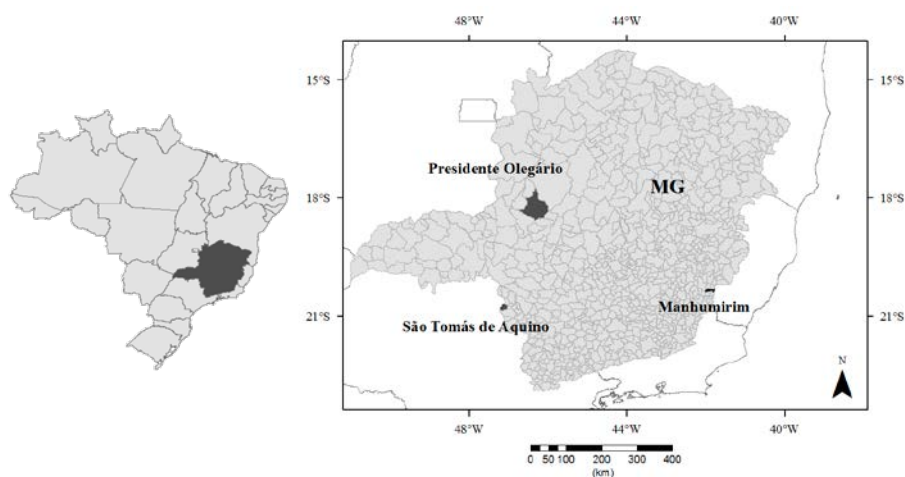 48°W 44°W 40°W
15°S 15°S
Presidente Olegário
MG
18°S 18°S
Manhumirim
21°S 21°S
São Tomás de Aquino
N
48°W 44°W 40°W
0 50 100 200 300 400
(km)